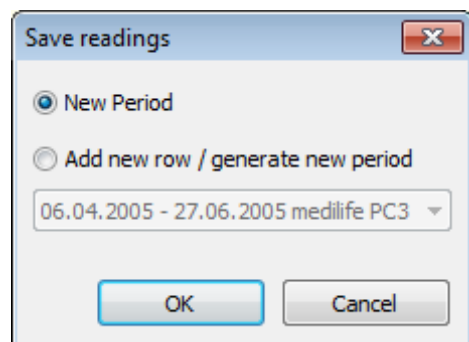 Save readings
New Period
Add new row / generate new period
06.04.2005 - 27.06.2005 medilife PC3
OK
Cancel